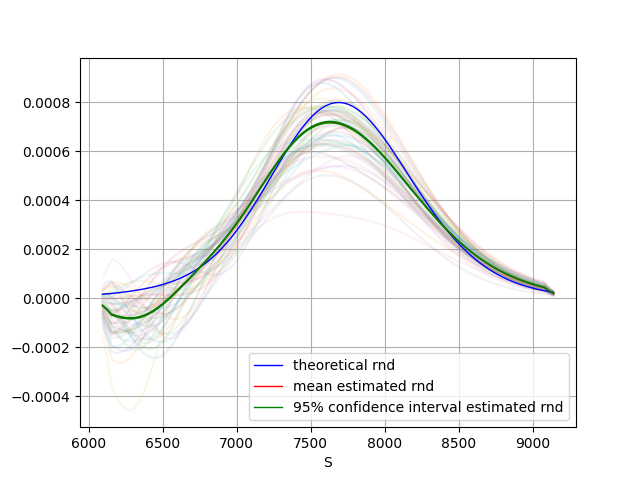 0.0008
0.0006
0.0004
0.0002
0.0000
−0.0002
−0.0004
theoretical rnd
mean estimated rnd
95% confidence interval estimated rnd
6000 6500 7000 7500 8000 8500 9000
S